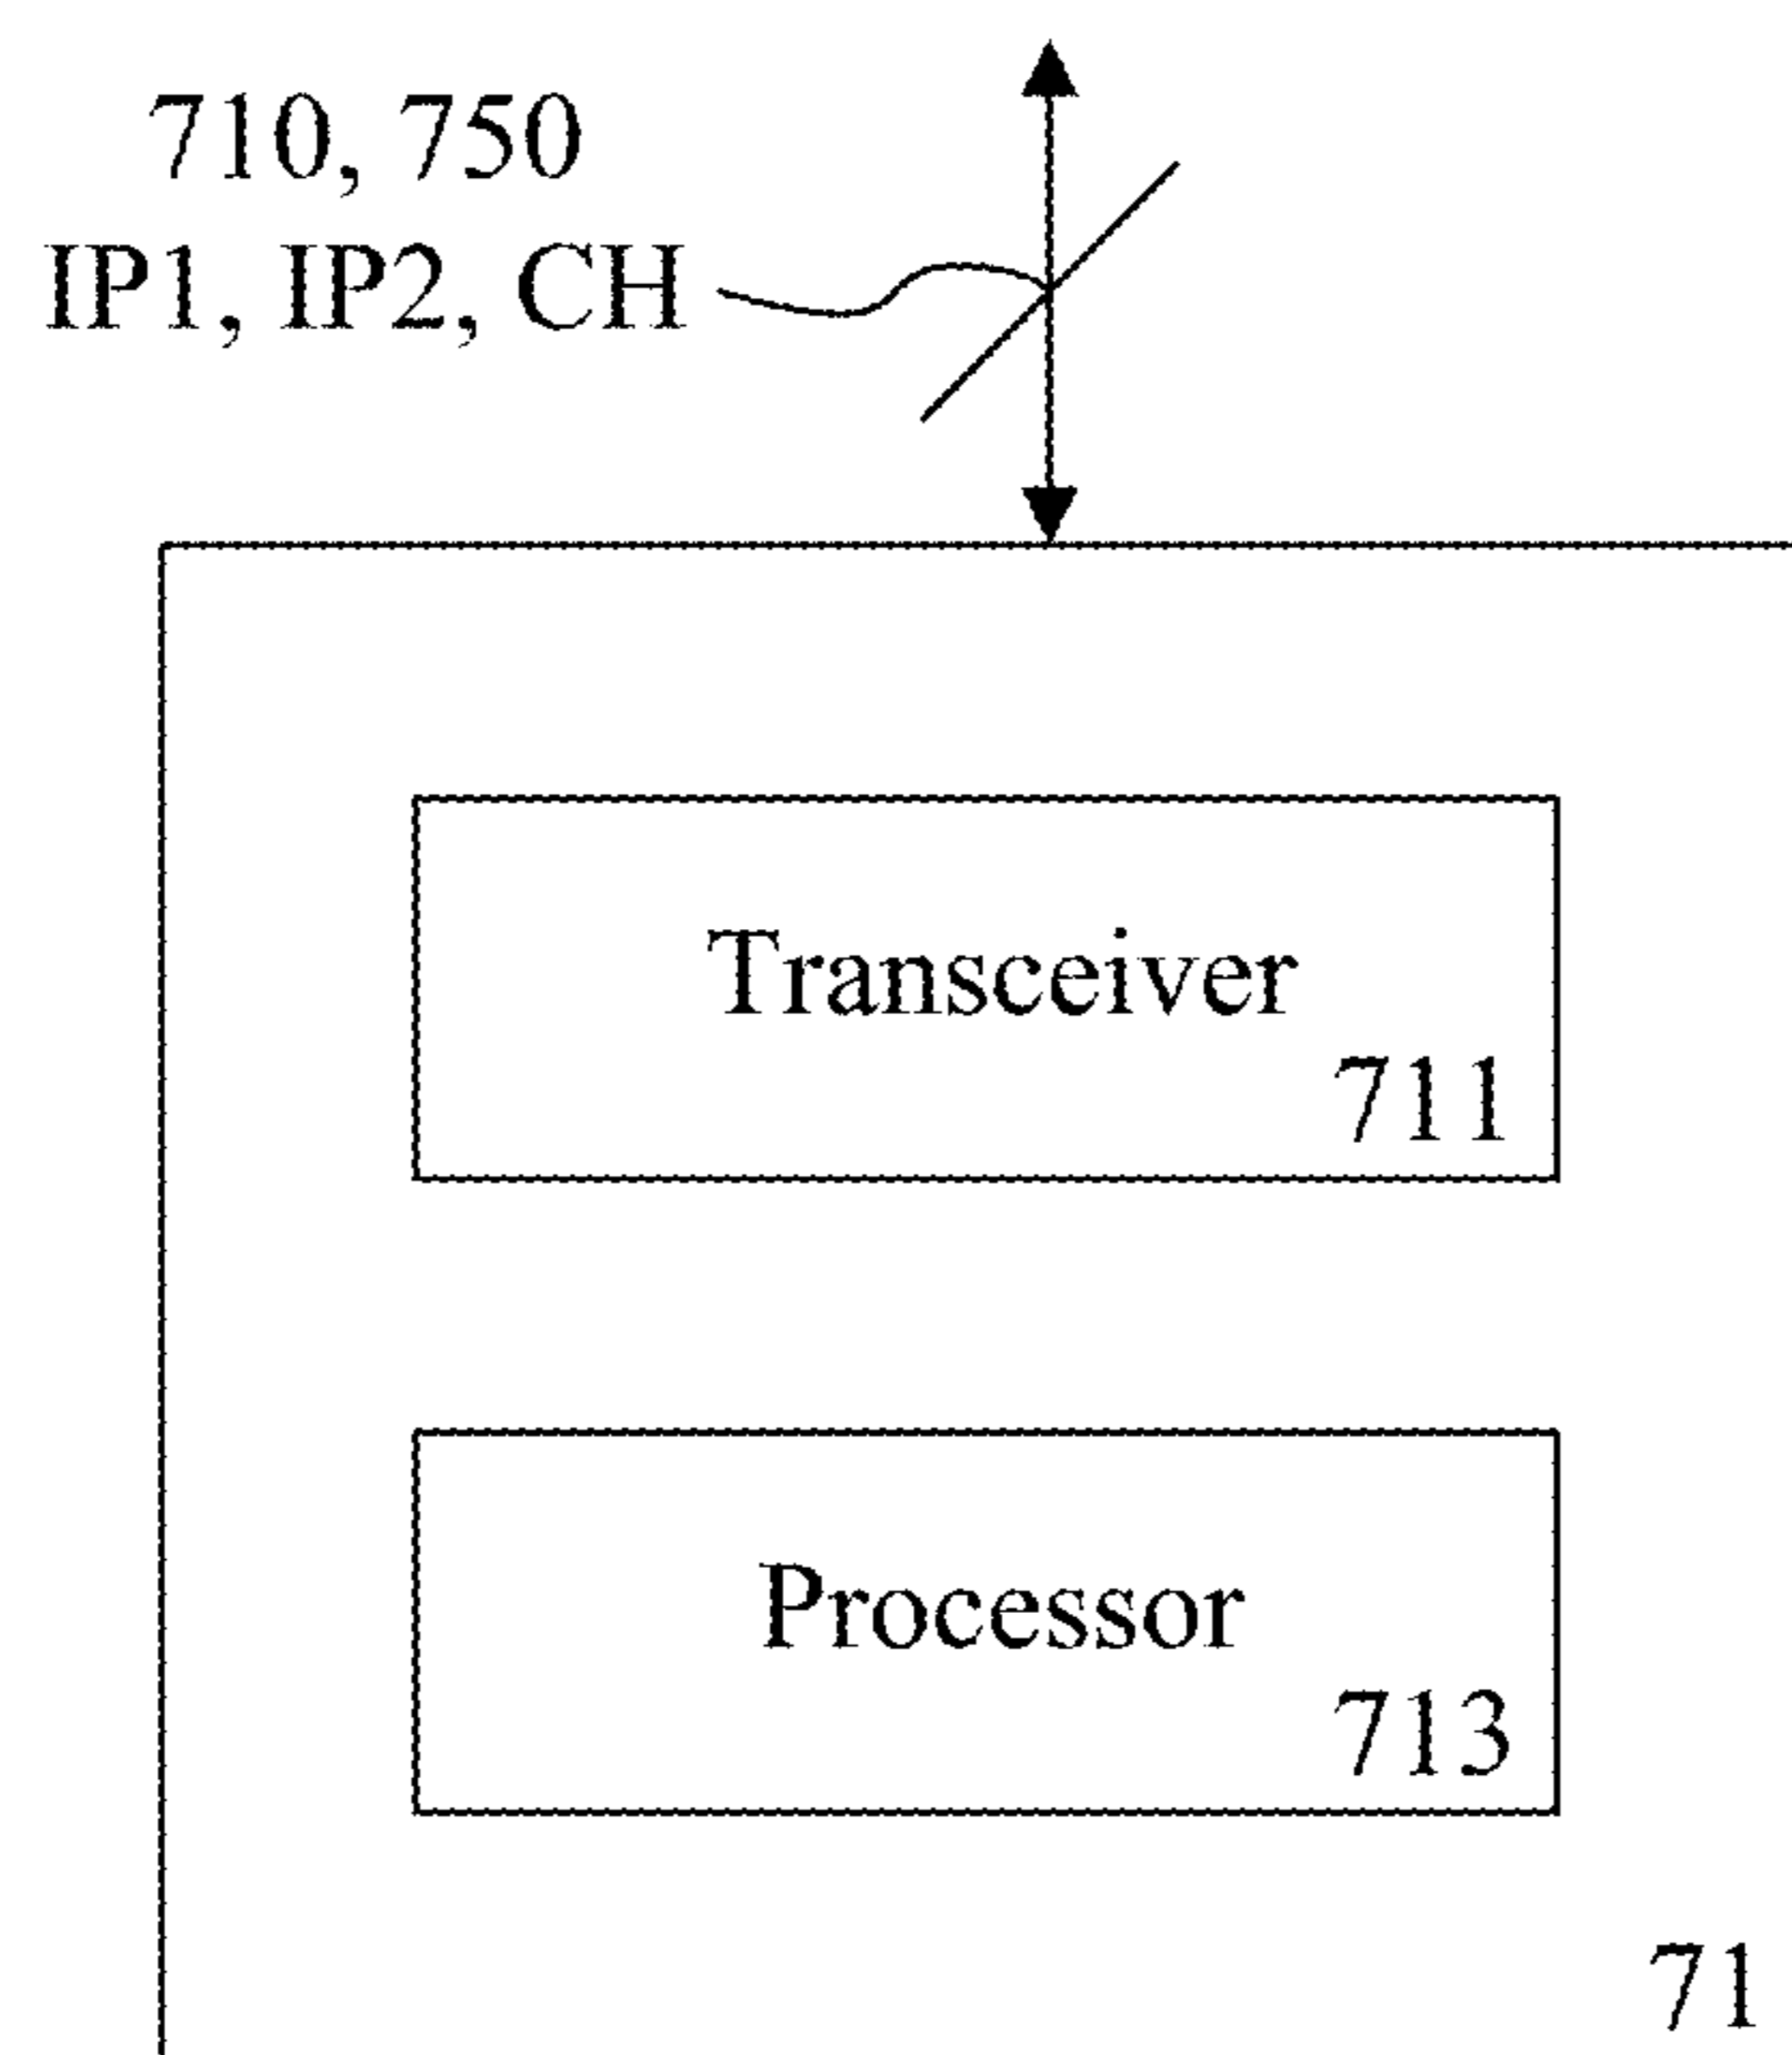 710, 750
IP1, IP2, CH
Transceiver
711
Processor
713
71